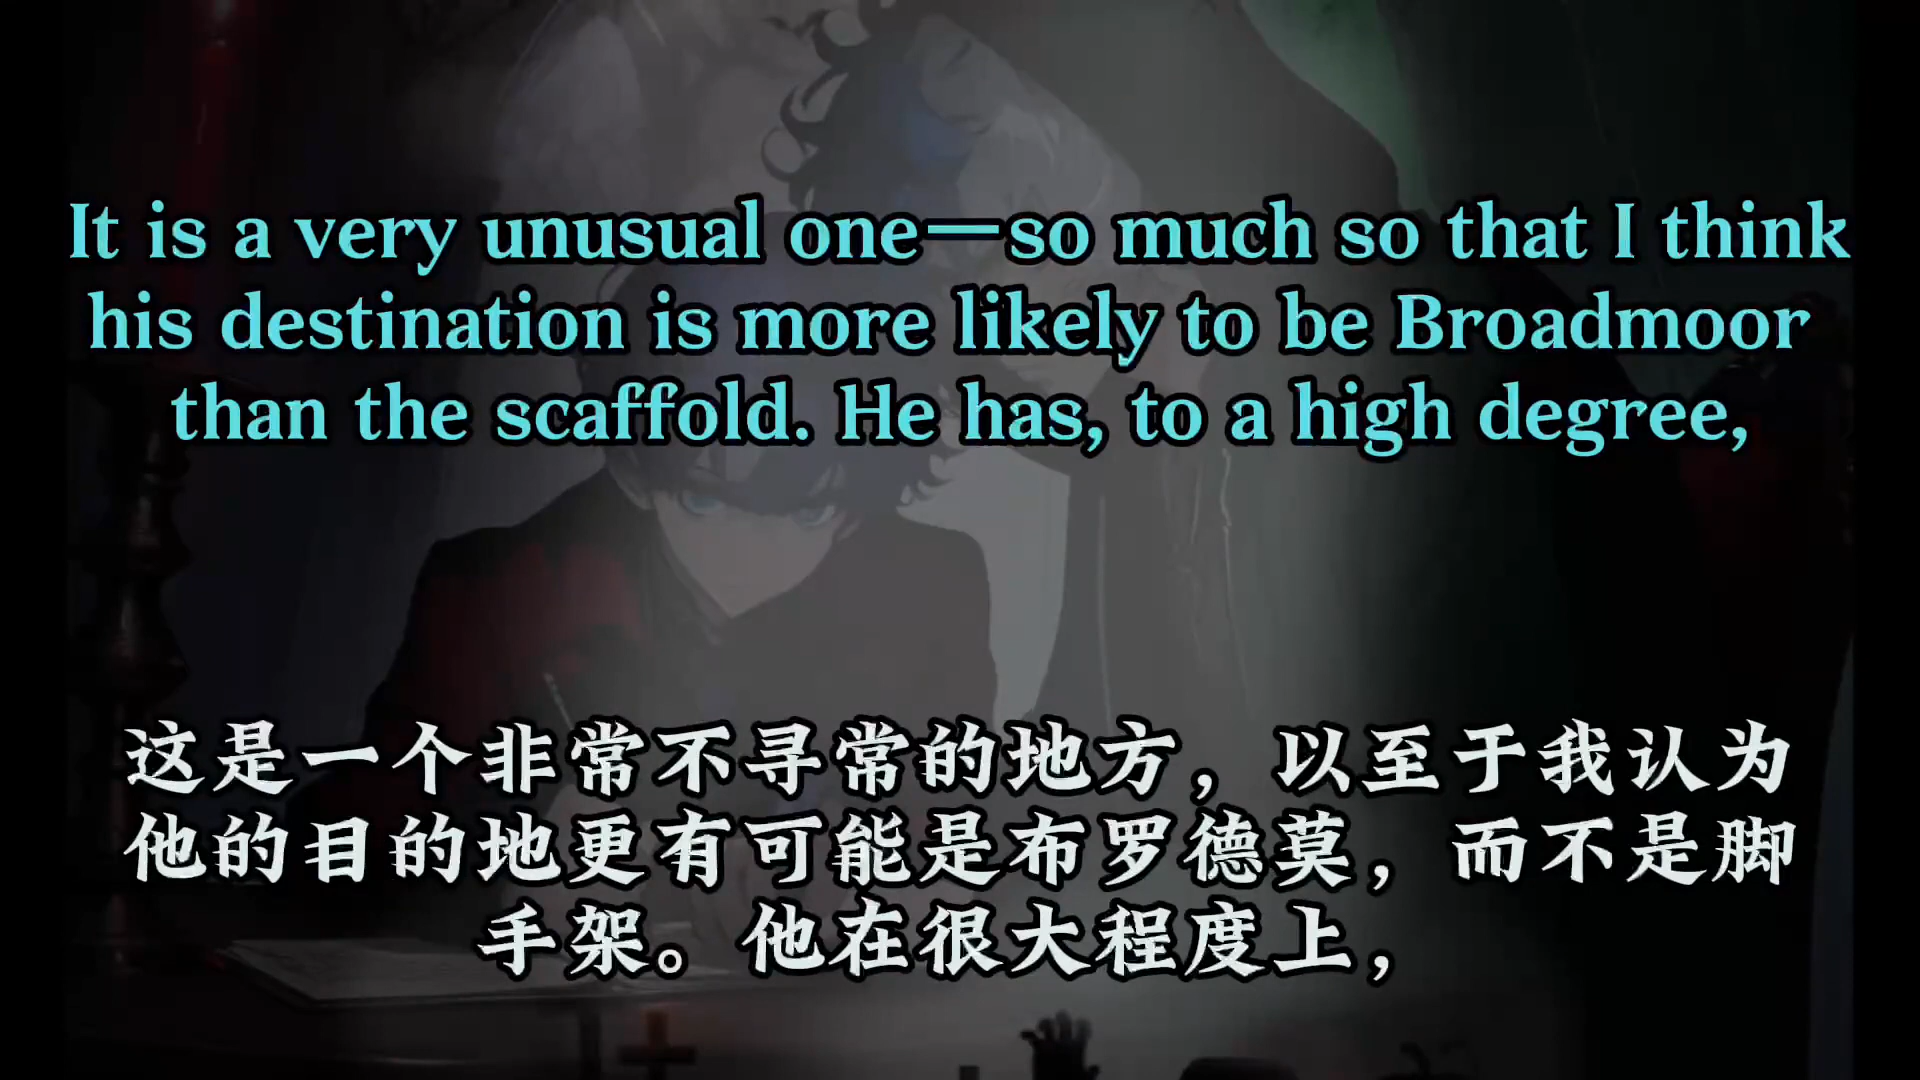 It is a very unusual one—so much so that I think
his destination is more likely to be Broadmoor
than the scaffold. He has, to a high degree,
这是一个非常不寻常的地方，以至于我认为
他的目的地更有可能是布罗德莫，而不是脚
手架。他在很大程度上，